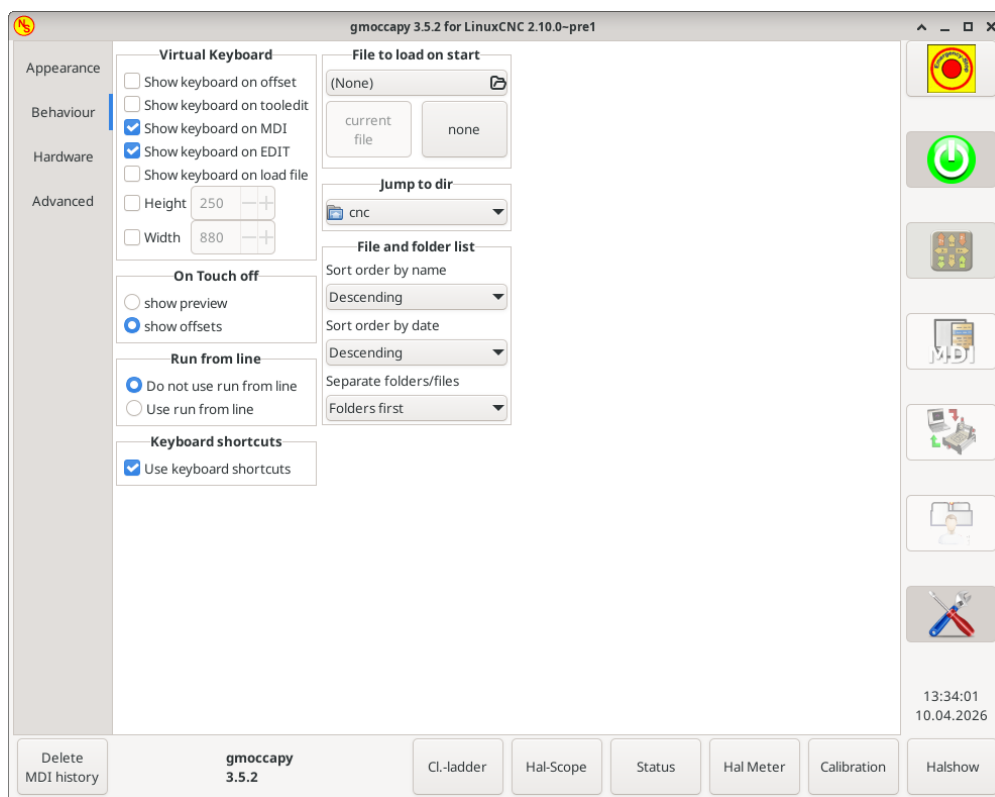 gmoccapy 3.5.2 for LinuxCNC 2.10.0~pre1
Appearance
Behaviour
Hardware
Advanced
Virtual Keyboard
Show keyboard on offset
Show keyboard on tooledit
Show keyboard on MDI
Show keyboard on EDIT
Show keyboard on load file
Height 250
Width 880
On Touch off
show preview
show offsets
Run from line
Do not use run from line
Use run from line
Keyboard shortcuts
Use keyboard shortcuts
File to load on start
(None)
current
file
none
Jump to dir
cnc
File and folder list
Sort order by name
Descending
Sort order by date
Descending
Separate folders/files
Folders first
Emergency-Stop
MDI
13:34:01
10.04.2026
Delete
MDI history
gmoccapy
3.5.2
Cl.-ladder
Hal-Scope
Status
Hal Meter
Calibration
Halshow